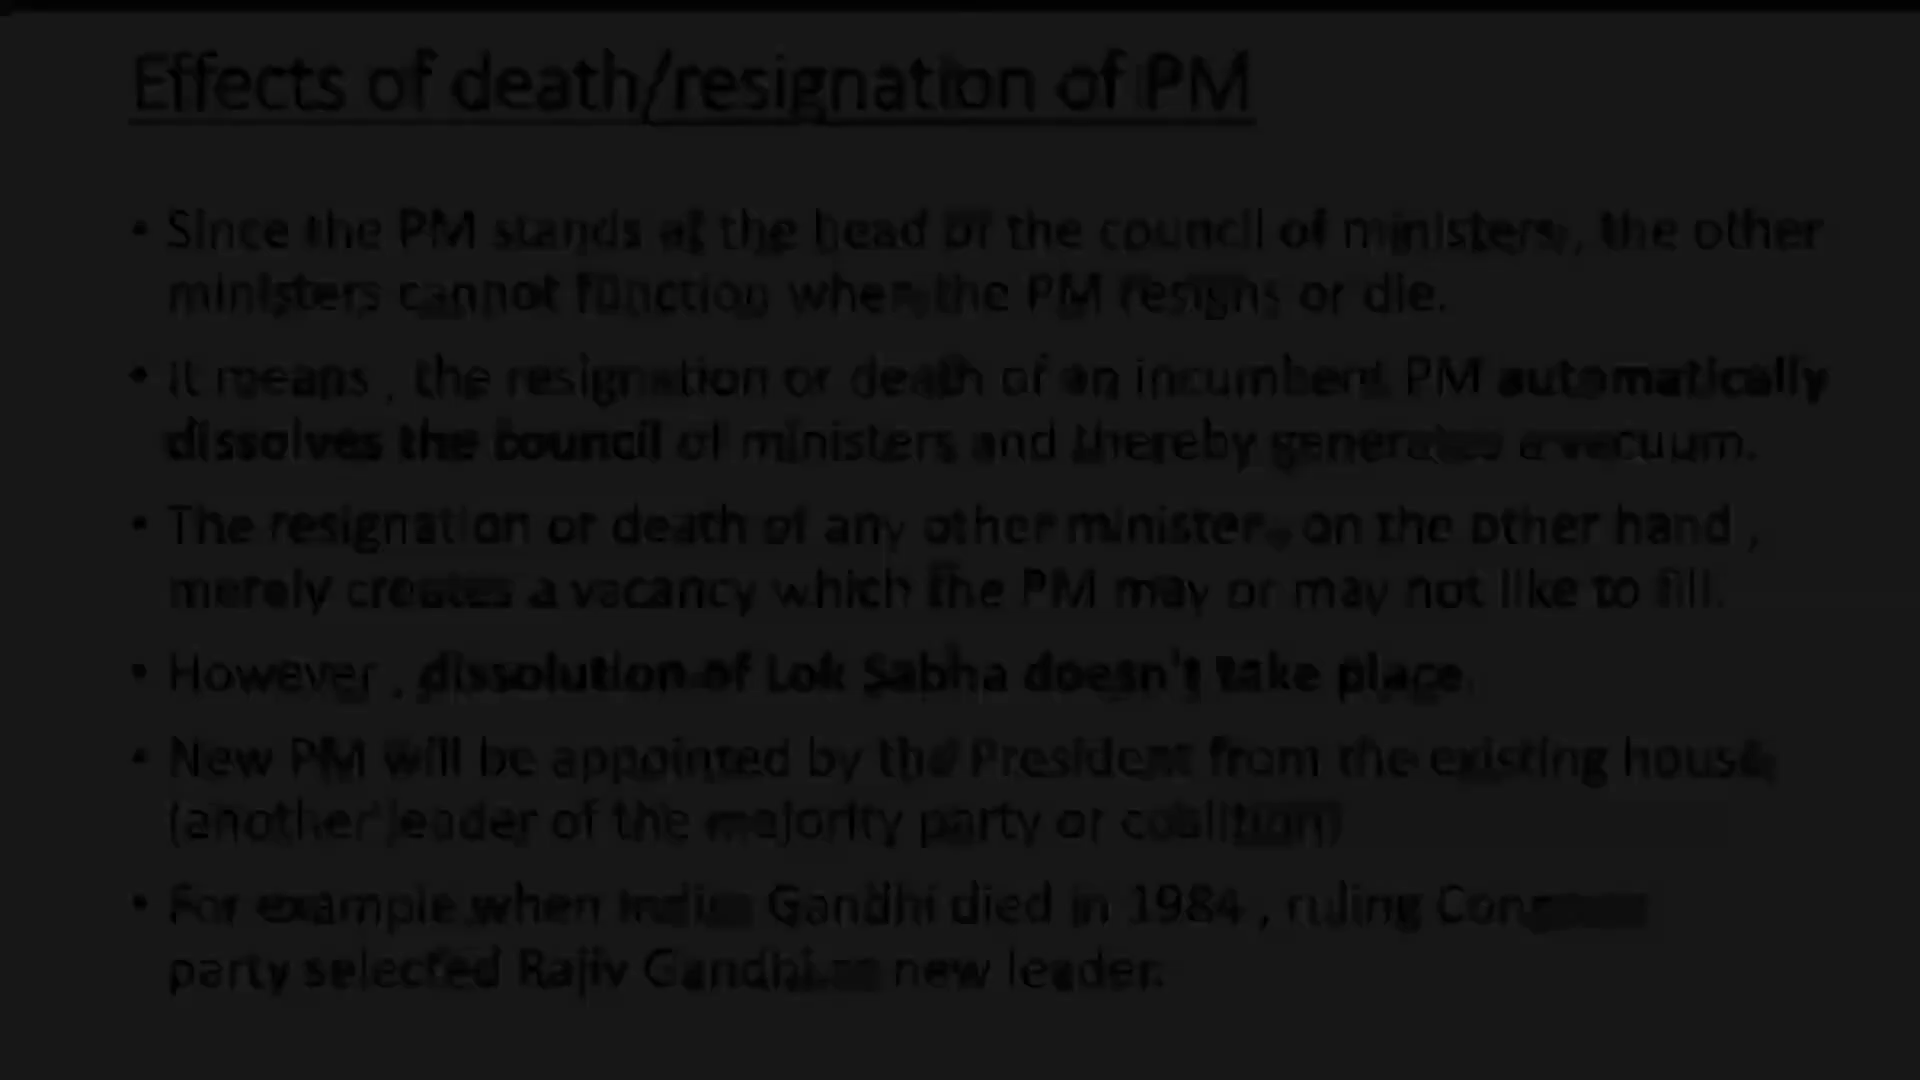 Effects of death/resignation of PM
• Since the PM stands at the head of the council of ministers , the other
ministers cannot function when the PM resigns or die.
• It means , the resignation or death of an incumbent PM automatically
dissolves the council of ministers and thereby generates a vacuum.
• The resignation or death of any other minister , on the other hand ,
merely creates a vacancy which the PM may or may not like to fill.
• However , dissolution of Lok Sabha doesn't take place.
• New PM will be appointed by the President from the existing house
(another leader of the majority party or coalition)
• For example when Indira Gandhi died in 1984 , ruling Congress
party selected Rajiv Gandhi as new leader.